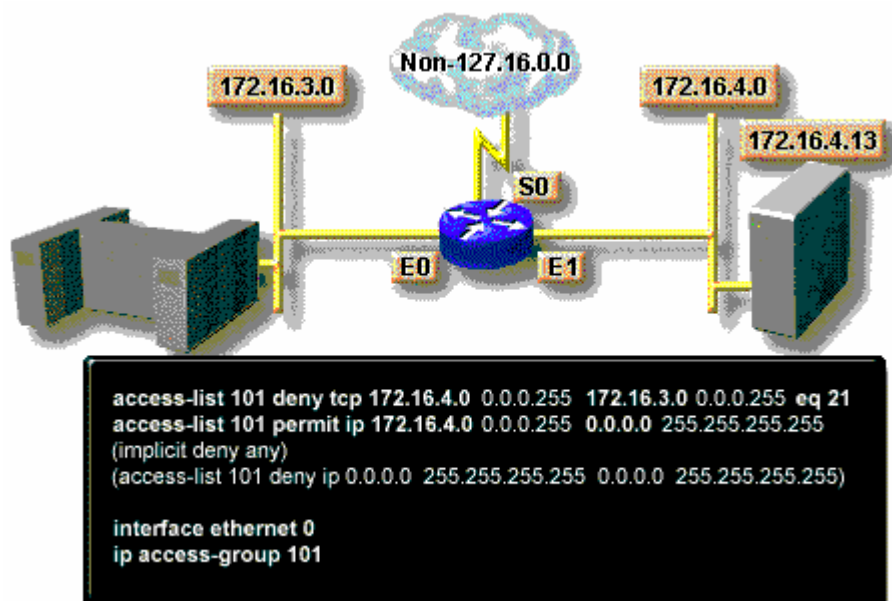 Non-127.16.0.0
172.16.3.0
172.16.4.0
172.16.4.13
S0
E0
E1
access-list 101 deny tcp 172.16.4.0 0.0.0.255 172.16.3.0 0.0.0.255 eq 21
access-list 101 permit ip 172.16.4.0 0.0.0.255 0.0.0.0 255.255.255.255
(implicit deny any)
(access-list 101 deny ip 0.0.0.0 255.255.255.255 0.0.0.0 255.255.255.255)
interface ethernet 0
ip access-group 101